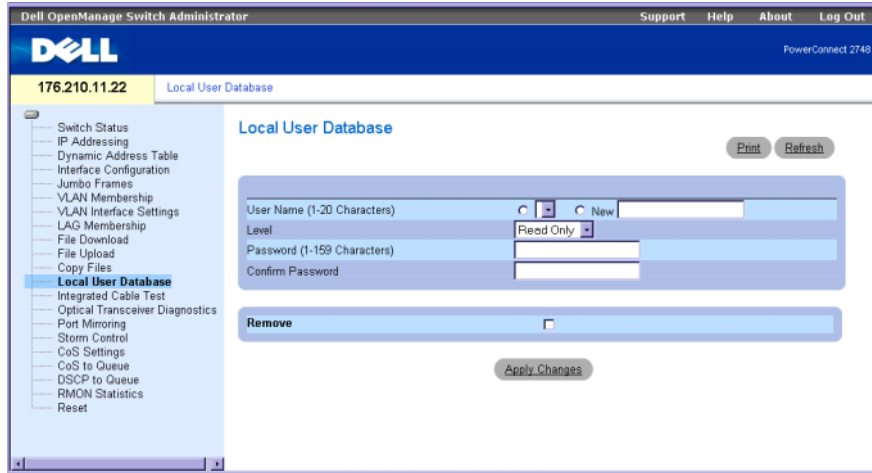 Dell OpenManage Switch Administrator Support Help About Log Out
DELL
PowerConnect 2748
176.210.11.22 Local User Database
Switch Status
IP Addressing
Dynamic Address Table
Interface Configuration
Jumbo Frames
VLAN Membership
VLAN Interface Settings
LAG Membership
File Download
File Upload
Copy Files
Local User Database
Integrated Cable Test
Optical Transceiver Diagnostics
Port Mirroring
Storm Control
CoS Settings
CoS to Queue
DSCP to Queue
RMON Statistics
Reset
Local User Database
Print Refresh
User Name (1-20 Characters) New
Level Read Only
Password (1-159 Characters)
Confirm Password
Remove
Apply Changes